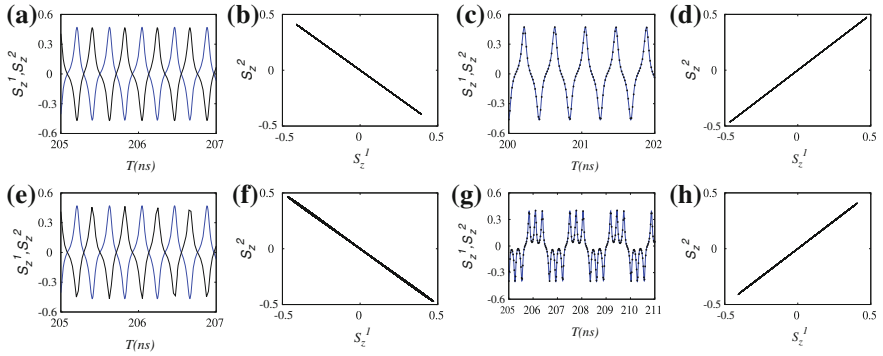 (a)
0.6
0.3
0
-0.3
-0.6
S_z^1, S_z^2
205
206
207
T(ns)
(b)
0.5
0
-0.5
S_z^2
-0.5
0
0.5
S_z^1
(c)
0.6
0.3
0
-0.3
-0.6
S_z^1, S_z^2
200
201
202
T(ns)
(d)
0.5
0
-0.5
S_z^2
-0.5
0
0.5
S_z^1
(e)
0.6
0.3
0
-0.3
-0.6
S_z^1, S_z^2
205
206
207
T(ns)
(f)
0.5
0
-0.5
S_z^2
-0.5
0
0.5
S_z^1
(g)
0.6
0.3
0
-0.3
-0.6
S_z^1, S_z^2
205 206 207 208 209 210 211
T(ns)
(h)
0.5
0
-0.5
S_z^2
-0.5
0
0.5
S_z^1